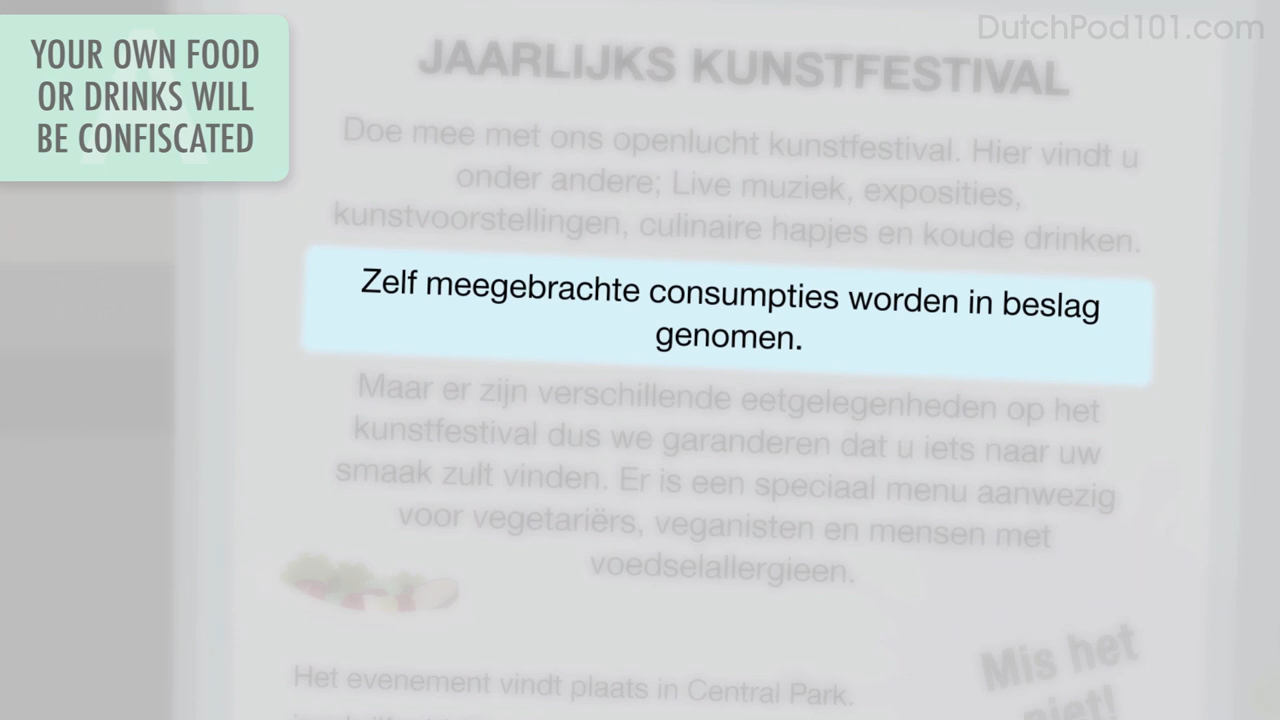 DutchPod101.com
YOUR OWN FOOD
OR DRINKS WILL
BE CONFISCATED
JAARLIJKS KUNSTFESTIVAL
Doe mee met ons openlucht kunstfestival. Hier vindt u
onder andere; Live muziek, exposities,
kunstvoorstellingen, culinaire hapjes en koude drinken.
Zelf meegebrachte consumpties worden in beslag
genomen.
Maar er zijn verschillende eetgelegenheden op het
kunstfestival dus we garanderen dat u iets naar uw
smaak zult vinden. Er is een speciaal menu aanwezig
voor vegetariërs, veganisten en mensen met
voedselallergieen.
Mis het
niet!
Het evenement vindt plaats in Central Park.